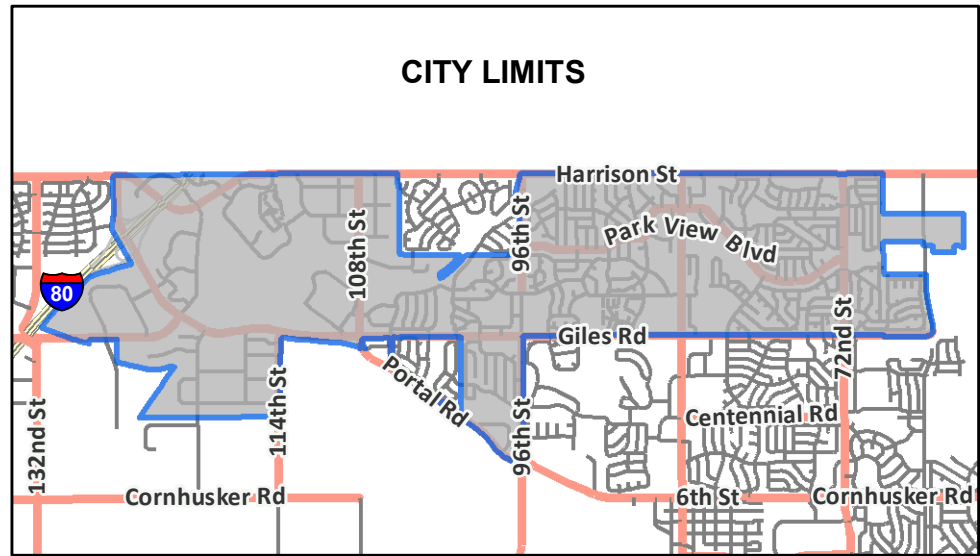 CITY LIMITS
Harrison St
96th St
Park View Blvd
108th St
80
Giles Rd
72nd St
Portal Rd
114th St
96th St
Centennial Rd
132nd St
Cornhusker Rd
6th St
Cornhusker Rd